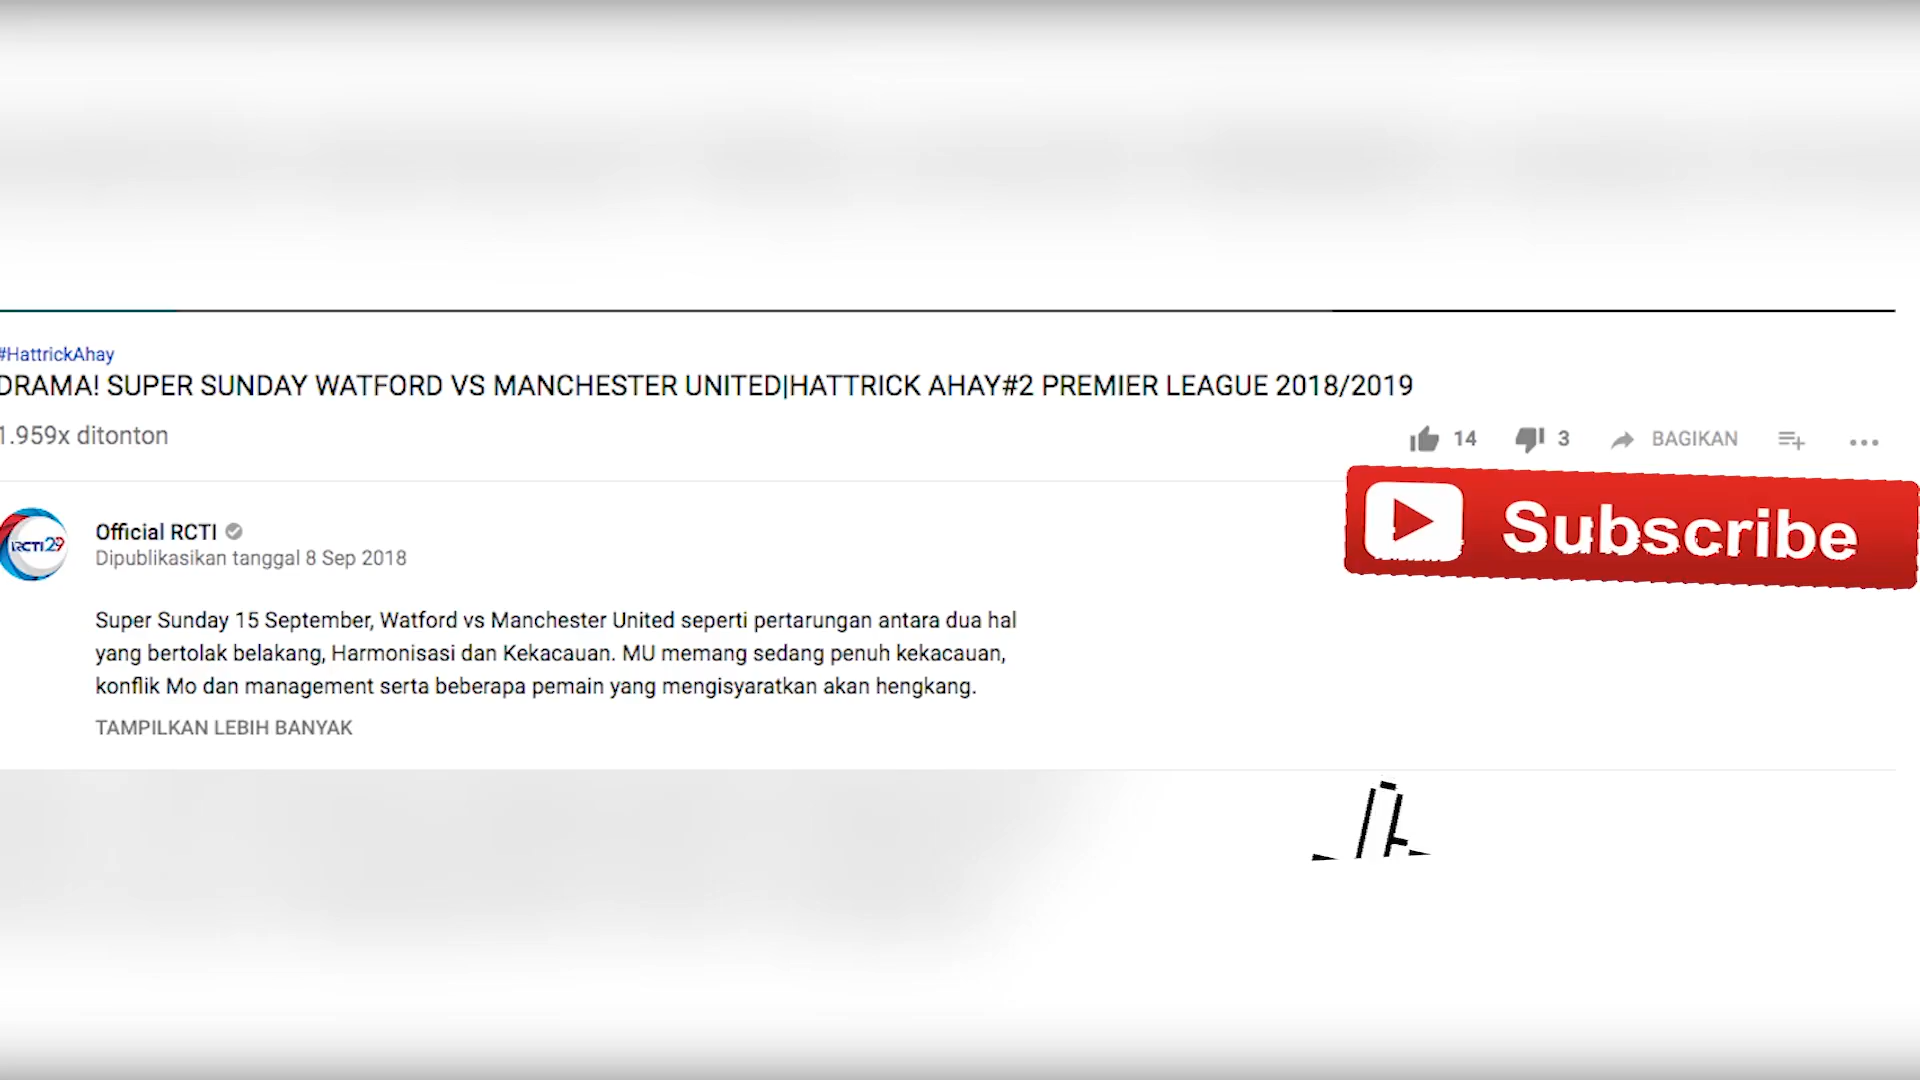 #HattrickAhay
DRAMA! SUPER SUNDAY WATFORD VS MANCHESTER UNITED|HATTRICK AHAY#2 PREMIER LEAGUE 2018/2019
1.959x ditonton
14 3 BAGIKAN
Subscribe
RCTI 29
Official RCTI
Dipublikasikan tanggal 8 Sep 2018
Super Sunday 15 September, Watford vs Manchester United seperti pertarungan antara dua hal
yang bertolak belakang, Harmonisasi dan Kekacauan. MU memang sedang penuh kekacauan,
konflik Mo dan management serta beberapa pemain yang mengisyaratkan akan hengkang.
TAMPILKAN LEBIH BANYAK